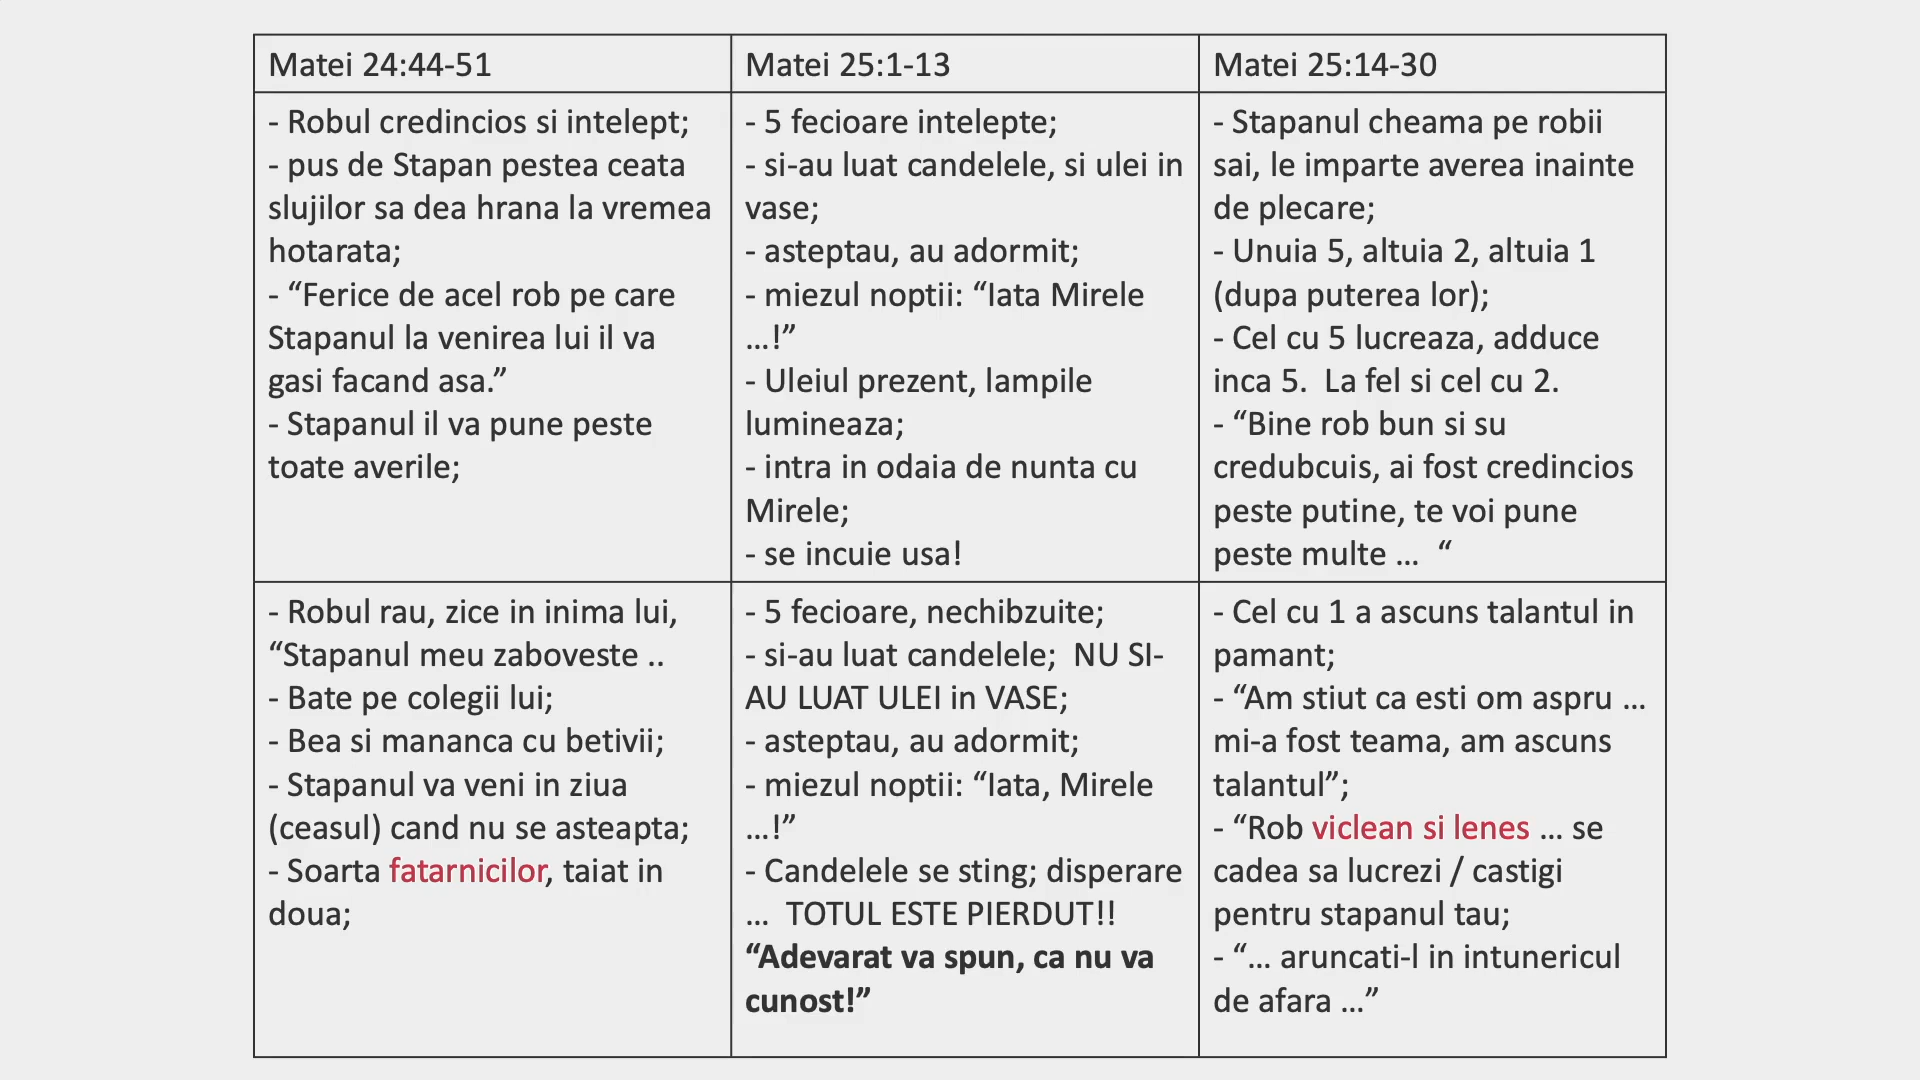 Matei 24:44-51
Matei 25:1-13
Matei 25:14-30
- Robul credincios si intelept;
- pus de Stapan pestea ceata
slujilor sa dea hrana la vremea
hotarata;
- “Ferice de acel rob pe care
Stapanul la venirea lui il va
gasi facand asa.”
- Stapanul il va pune peste
toate averile;
- 5 fecioare intelepte;
- si-au luat candelele, si ulei in
vase;
- asteptau, au adormit;
- miezul noptii: “Iata Mirele
...!”
- Uleiul prezent, lampile
lumineaza;
- intra in odaia de nunta cu
Mirele;
- se incuie usa!
- Stapanul cheama pe robii
sai, le imparte averea inainte
de plecare;
- Unuia 5, altuia 2, altuia 1
(dupa puterea lor);
- Cel cu 5 lucreaza, adduce
inca 5.  La fel si cel cu 2.
- “Bine rob bun si su
credubcuis, ai fost credincios
peste putine, te voi pune
peste multe ...  “
- Robul rau, zice in inima lui,
“Stapanul meu zaboveste ..
- Bate pe colegii lui;
- Bea si mananca cu betivii;
- Stapanul va veni in ziua
(ceasul) cand nu se asteapta;
- Soarta fatarnicilor, taiat in
doua;
- 5 fecioare, nechibzuite;
- si-au luat candelele;  NU SI-
AU LUAT ULEI in VASE;
- asteptau, au adormit;
- miezul noptii: “Iata, Mirele
...!”
- Candelele se sting; disperare
...  TOTUL ESTE PIERDUT!!
“Adevarat va spun, ca nu va
cunost!”
- Cel cu 1 a ascuns talantul in
pamant;
- “Am stiut ca esti om aspru ...
mi-a fost teama, am ascuns
talantul”;
- “Rob viclean si lenes ... se
cadea sa lucrezi / castigi
pentru stapanul tau;
- “... aruncati-l in intunericul
de afara ...”